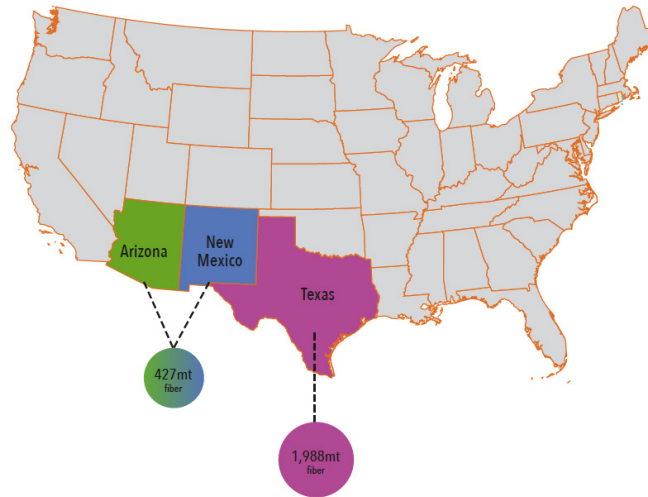 Arizona
New
Mexico
Texas
427mt
fiber
1,988mt
fiber